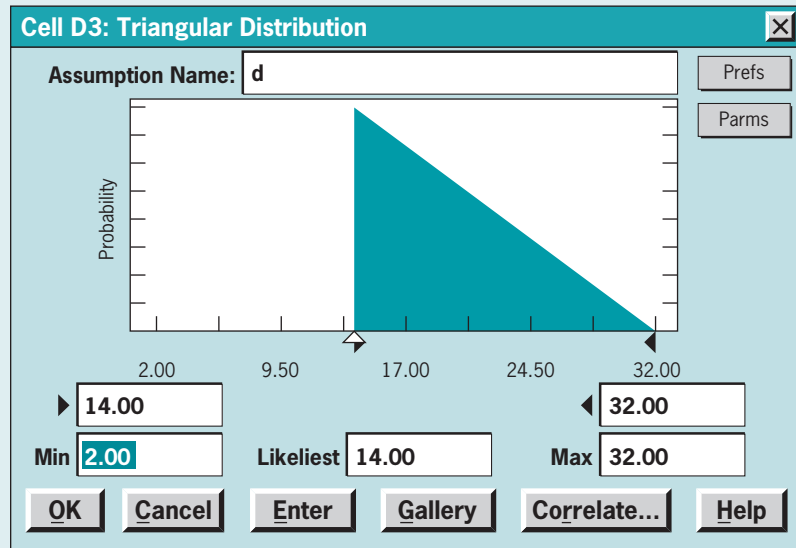 Cell D3: Triangular Distribution
Assumption Name: d
Prefs
Parms
Probability
2.00 9.50 17.00 24.50 32.00
14.00 32.00
Min 2.00 Likeliest 14.00 Max 32.00
OK Cancel Enter Gallery Correlate... Help